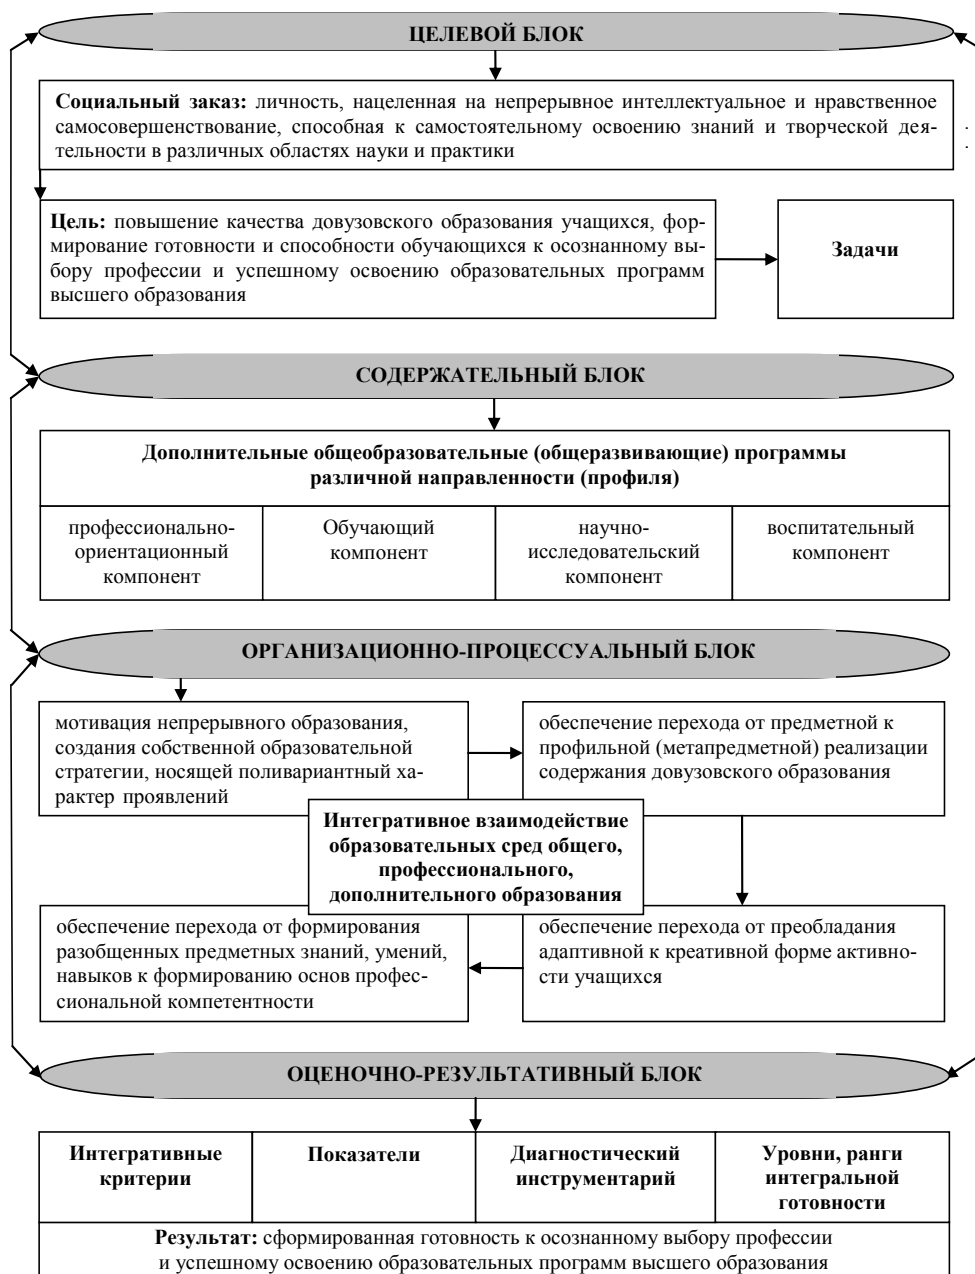 ЦЕЛЕВОЙ БЛОК
Социальный заказ: личность, нацеленная на непрерывное интеллектуальное и нравственное
самосовершенствование, способная к самостоятельному освоению знаний и творческой дея-
тельности в различных областях науки и практики
Цель: повышение качества довузовского образования учащихся, фор-
мирование готовности и способности обучающихся к осознанному вы-
бору профессии и успешному освоению образовательных программ
высшего образования
Задачи
СОДЕРЖАТЕЛЬНЫЙ БЛОК
Дополнительные общеобразовательные (общеразвивающие) программы
различной направленности (профиля)
профессионально-
ориентационный
компонент
Обучающий
компонент
научно-
исследовательский
компонент
воспитательный
компонент
ОРГАНИЗАЦИОННО-ПРОЦЕССУАЛЬНЫЙ БЛОК
мотивация непрерывного образования,
создания собственной образовательной
стратегии, носящей поливариантный ха-
рактер проявлений
обеспечение перехода от предметной к
профильной (метапредметной) реализации
содержания довузовского образования
Интегративное взаимодействие
образовательных сред общего,
профессионального,
дополнительного образования
обеспечение перехода от формирования
разобщенных предметных знаний, умений,
навыков к формированию основ профес-
сиональной компетентности
обеспечение перехода от преобладания
адаптивной к креативной форме активно-
сти учащихся
ОЦЕНОЧНО-РЕЗУЛЬТАТИВНЫЙ БЛОК
Интегративные
критерии
Показатели
Диагностический
инструментарий
Уровни, ранги
интегральной
готовности
Результат: сформированная готовность к осознанному выбору профессии
и успешному освоению образовательных программ высшего образования